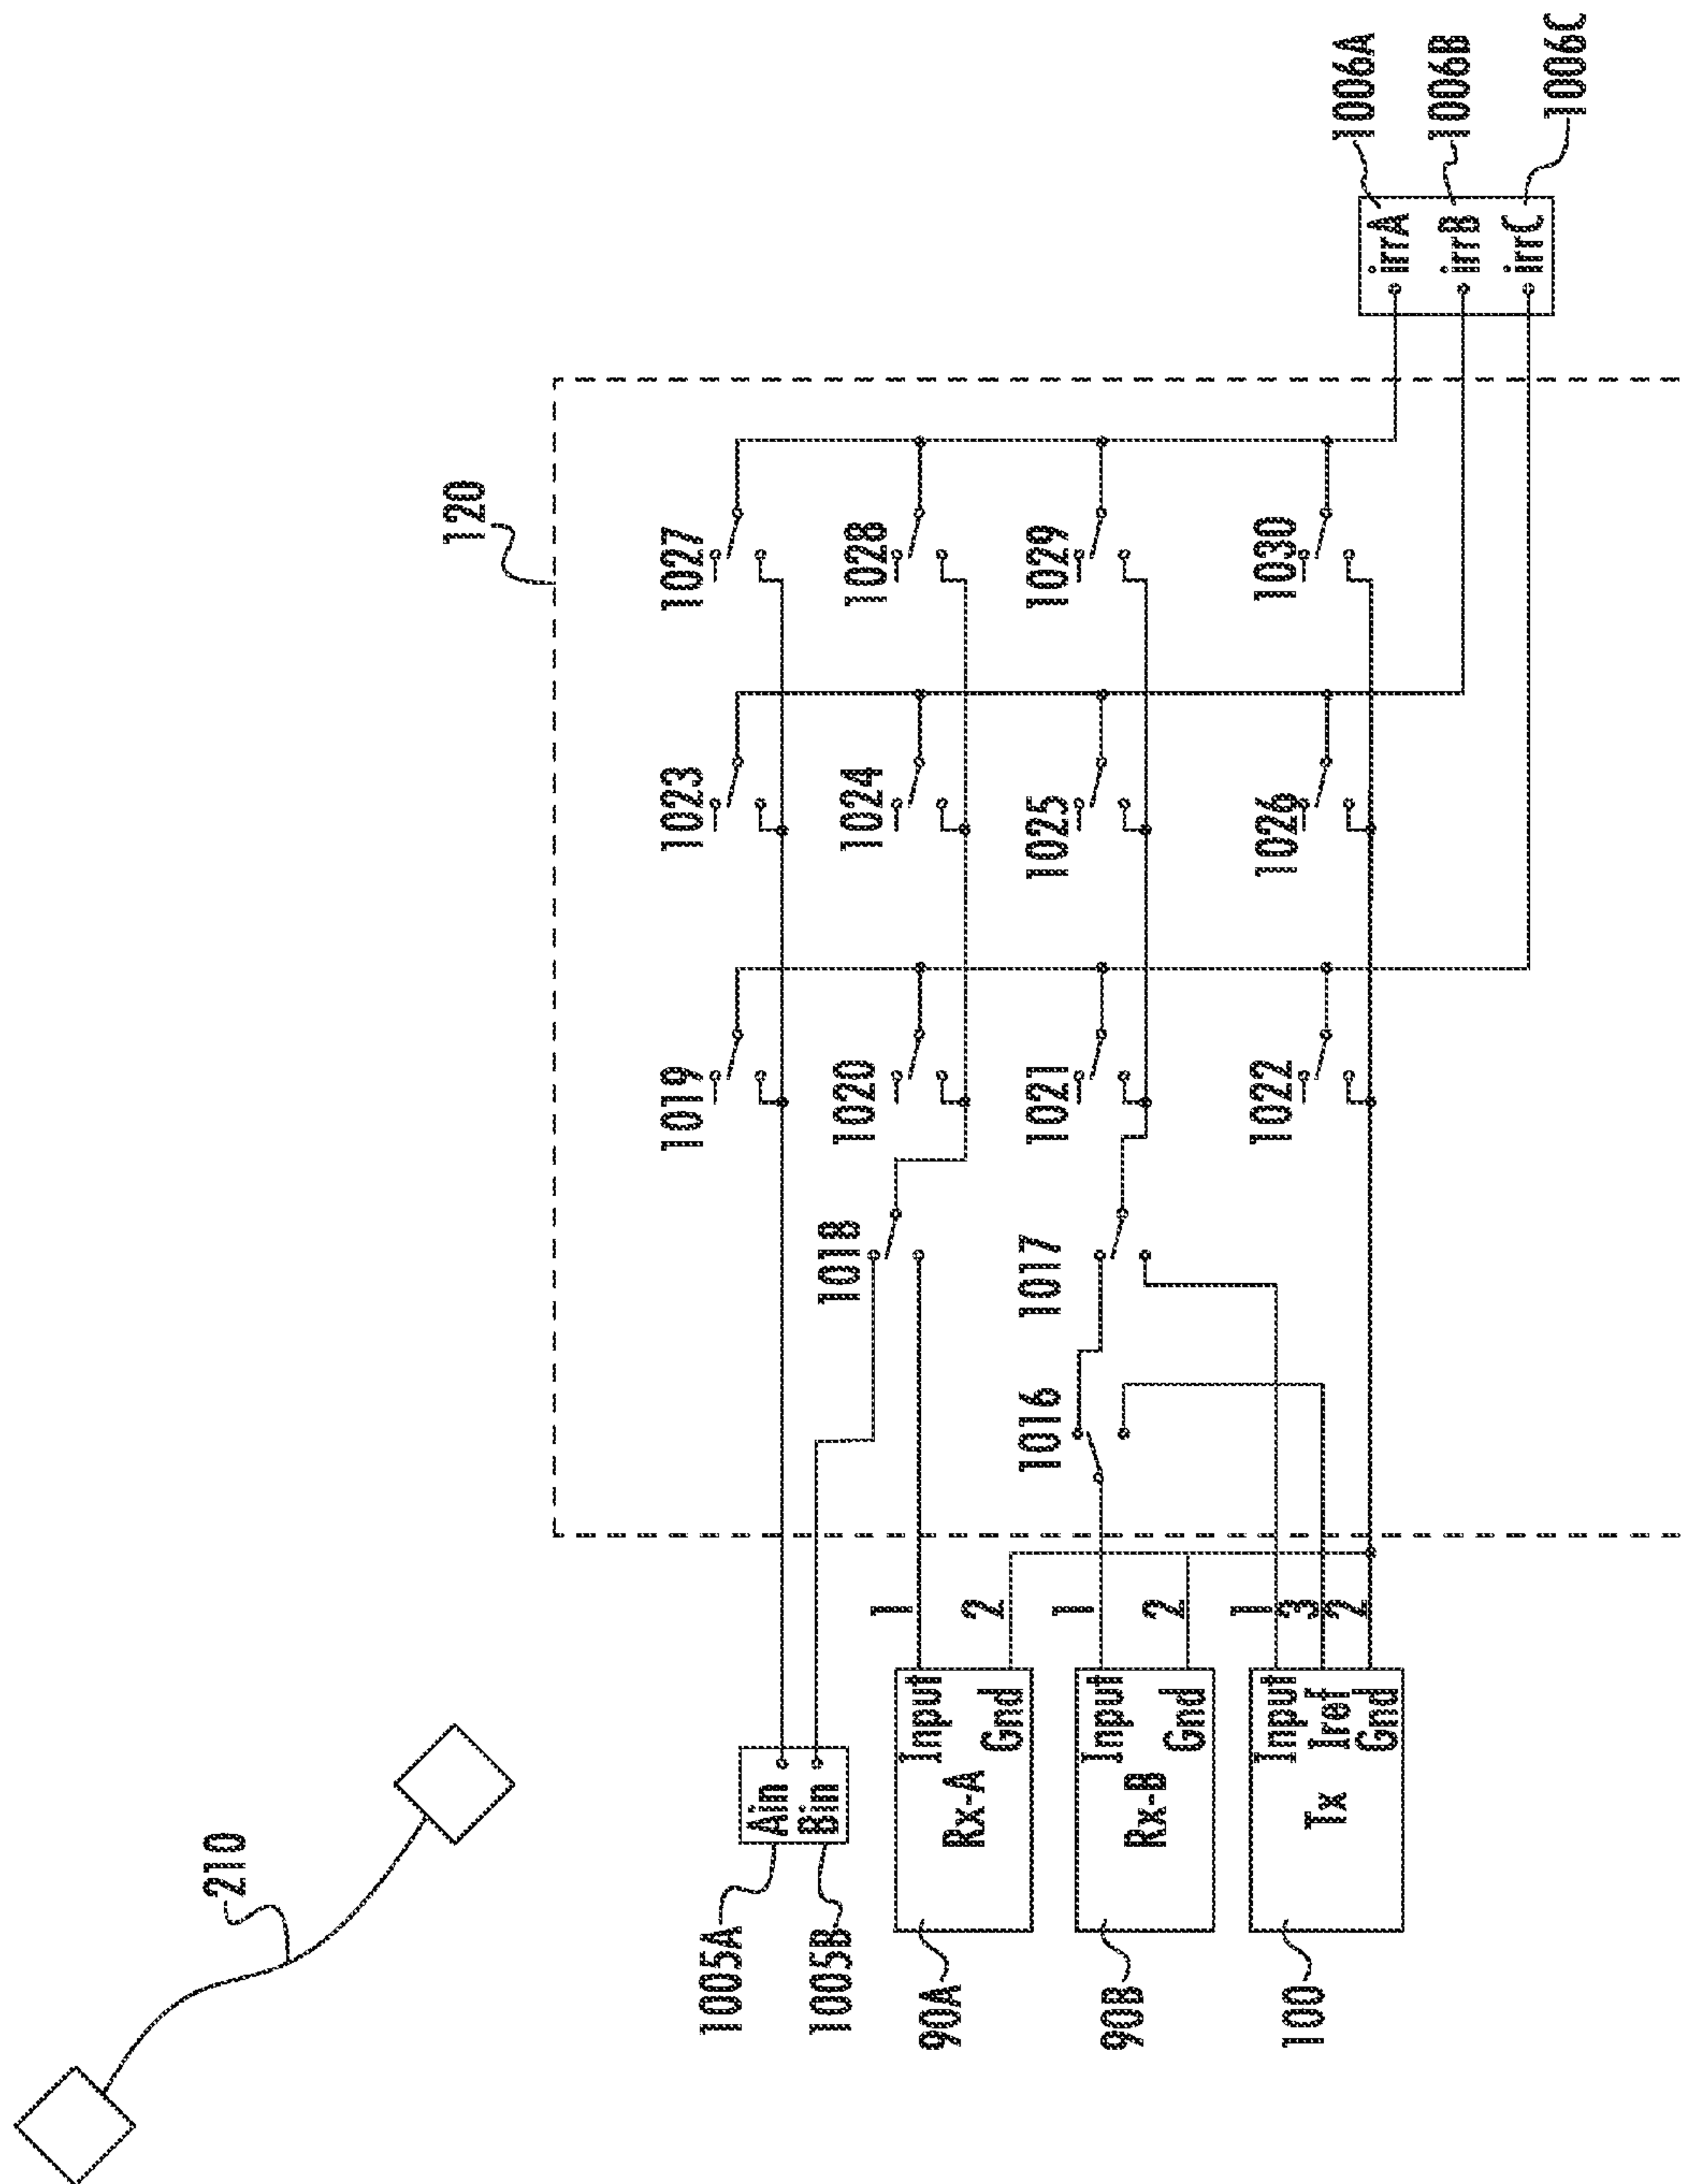 120
1027
1028
1029
1030
1023
1024
1025
1026
1019
1020
1021
1022
1018
1017
1016
irrA
irrB
irrC
1006A
1006B
1006C
210
Ain
Bin
1005A
1005B
1
2
Input
Gnd
Rx-A
90A
1
2
Input
Gnd
Rx-B
90B
1
3
2
Input
Iref
Gnd
Tx
100